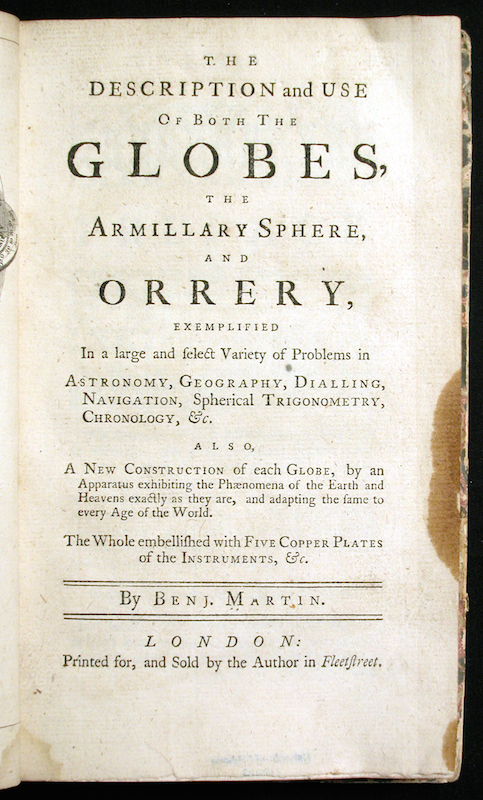 THE
DESCRIPTION and USE
OF BOTH THE
GLOBES,
THE
ARMILLARY SPHERE,
AND
ORRERY,
EXEMPLIFIED
In a large and ſelect Variety of Problems in
ASTRONOMY, GEOGRAPHY, DIALLING,
NAVIGATION, Spherical TRIGONOMETRY,
CHRONOLOGY, &c.
ALSO,
A NEW CONSTRUCTION of each GLOBE, by an
Apparatus exhibiting the Phænomena of the Earth and
Heavens exactly as they are, and adapting the ſame to
every Age of the World.
The Whole embelliſhed with FIVE COPPER PLATES
of the INSTRUMENTS, &c.
By BENJ. MARTIN.
LONDON:
Printed for, and Sold by the Author in Fleetſtreet.